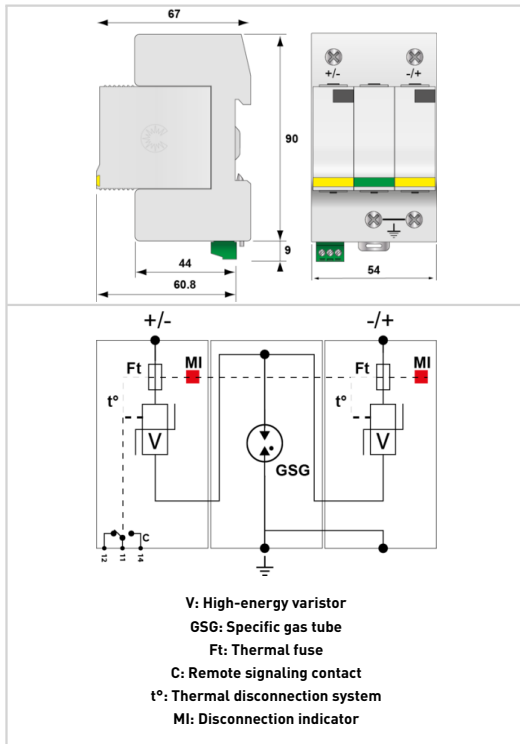 67
+/-
-/+
90
9
44
60.8
54
+/-
-/+
Ft
MI
Ft
MI
t°
t°
V
V
GSG
C
12
11
14
V: High-energy varistor
GSG: Specific gas tube
Ft: Thermal fuse
C: Remote signaling contact
t°: Thermal disconnection system
MI: Disconnection indicator